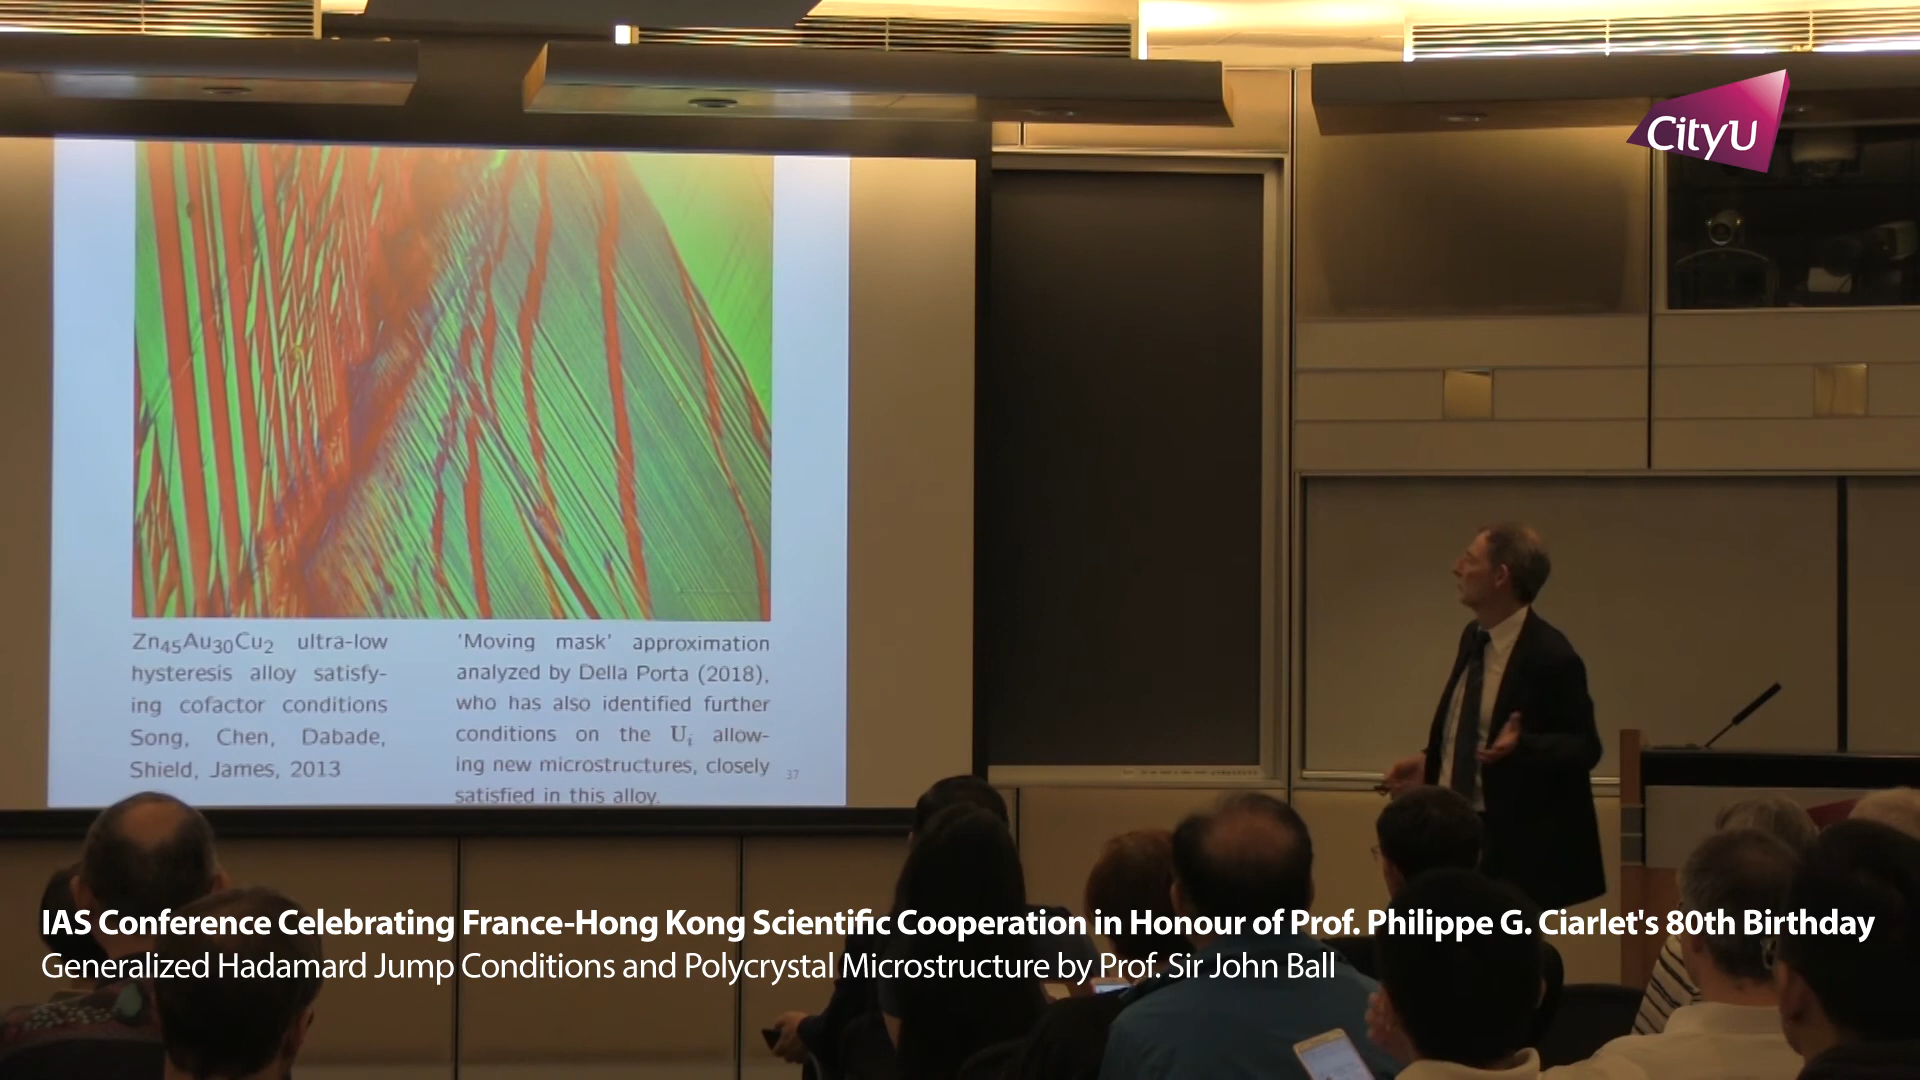 CityU
Zn45Au30Cu2 ultra-low
hysteresis alloy satisfy-
ing cofactor conditions
Song, Chen, Dabade,
Shield, James, 2013
'Moving mask' approximation
analyzed by Della Porta (2018),
who has also identified further
conditions on the Ui allow-
ing new microstructures, closely
satisfied in this alloy.
37
IAS Conference Celebrating France-Hong Kong Scientific Cooperation in Honour of Prof. Philippe G. Ciarlet's 80th Birthday
Generalized Hadamard Jump Conditions and Polycrystal Microstructure by Prof. Sir John Ball